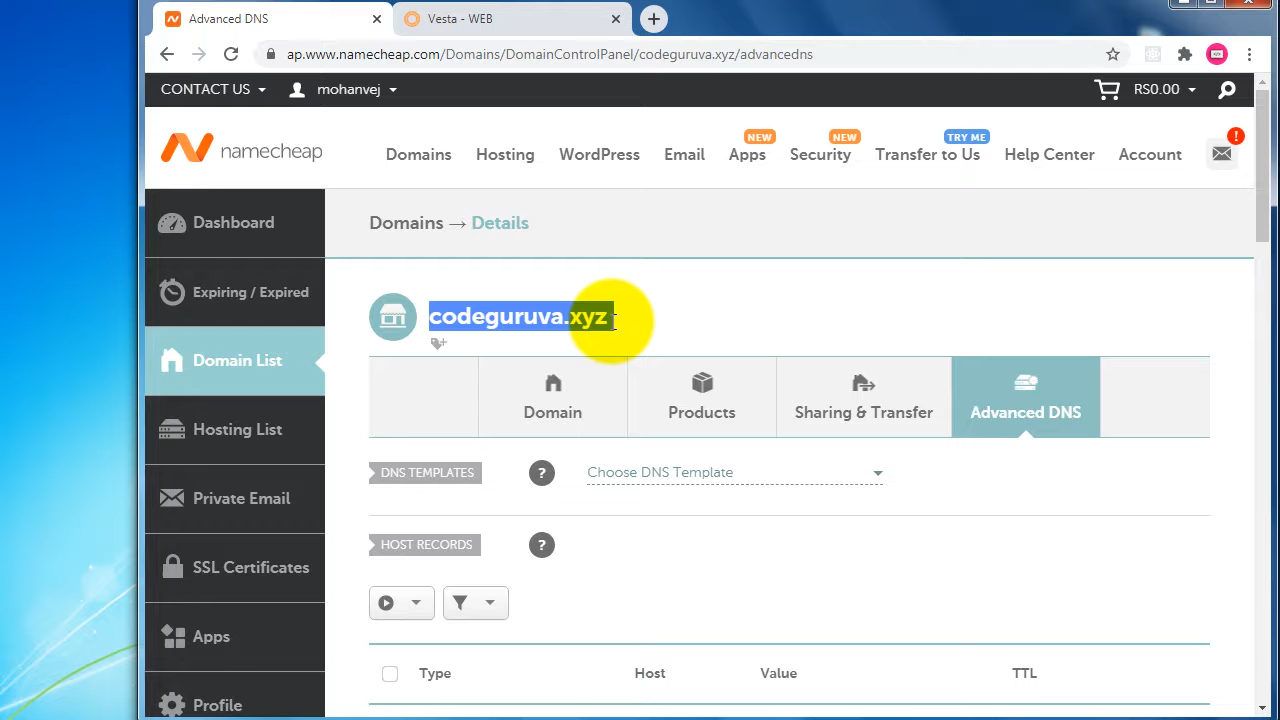 Advanced DNS
Vesta - WEB
ap.www.namecheap.com/Domains/DomainControlPanel/codeguruva.xyz/advancedns
CONTACT US
mohanvej
RS0.00
namecheap
Domains
Hosting
WordPress
Email
NEW
Apps
NEW
Security
TRY ME
Transfer to Us
Help Center
Account
!
Dashboard
Expiring / Expired
Domain List
Hosting List
Private Email
SSL Certificates
Apps
Profile
Domains → Details
codeguruva.xyz
Domain
Products
Sharing & Transfer
Advanced DNS
DNS TEMPLATES
?
Choose DNS Template
HOST RECORDS
?
Type Host Value TTL